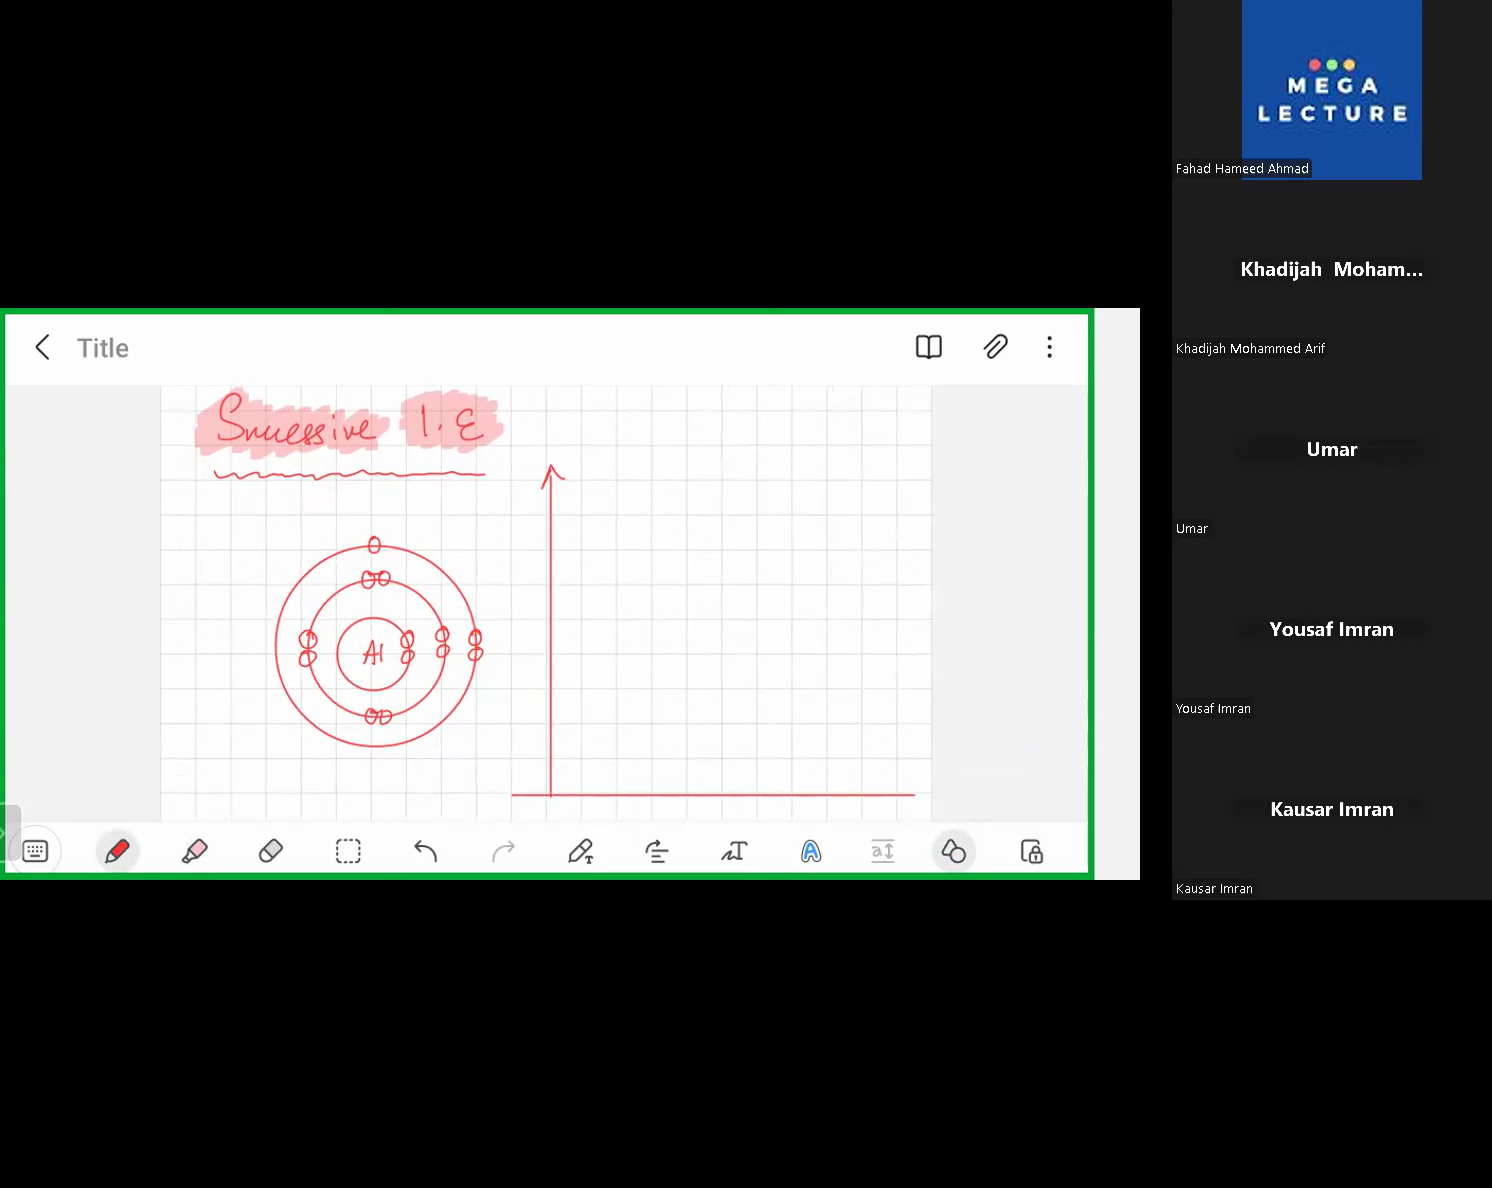 MEGA
LECTURE
Fahad Hameed Ahmad
Khadijah Moham...
Khadijah Mohammed Arif
Umar
Umar
Yousaf Imran
Yousaf Imran
Kausar Imran
Kausar Imran
Title
Successive I.E
Al